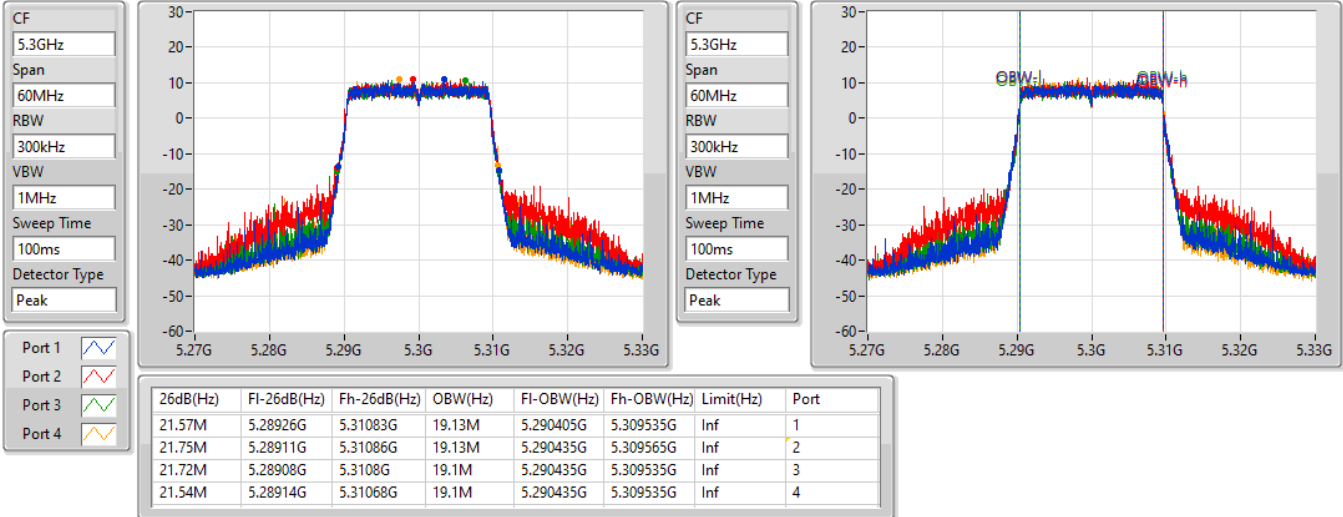 CF
5.3GHz
Span
60MHz
RBW
300kHz
VBW
1MHz
Sweep Time
100ms
Detector Type
Peak
30
20
10
0
-10
-20
-30
-40
-50
-60
5.27G 5.28G 5.29G 5.3G 5.31G 5.32G 5.33G
CF
5.3GHz
Span
60MHz
RBW
300kHz
VBW
1MHz
Sweep Time
100ms
Detector Type
Peak
30
20
10
0
-10
-20
-30
-40
-50
-60
OBW-l OBW-h
5.27G 5.28G 5.29G 5.3G 5.31G 5.32G 5.33G
Port 1
Port 2
Port 3
Port 4
26dB(Hz) Fl-26dB(Hz) Fh-26dB(Hz) OBW(Hz) Fl-OBW(Hz) Fh-OBW(Hz) Limit(Hz) Port
21.57M 5.28926G 5.31083G 19.13M 5.290405G 5.309535G Inf 1
21.75M 5.28911G 5.31086G 19.13M 5.290435G 5.309565G Inf 2
21.72M 5.28908G 5.3108G 19.1M 5.290435G 5.309535G Inf 3
21.54M 5.28914G 5.31068G 19.1M 5.290435G 5.309535G Inf 4